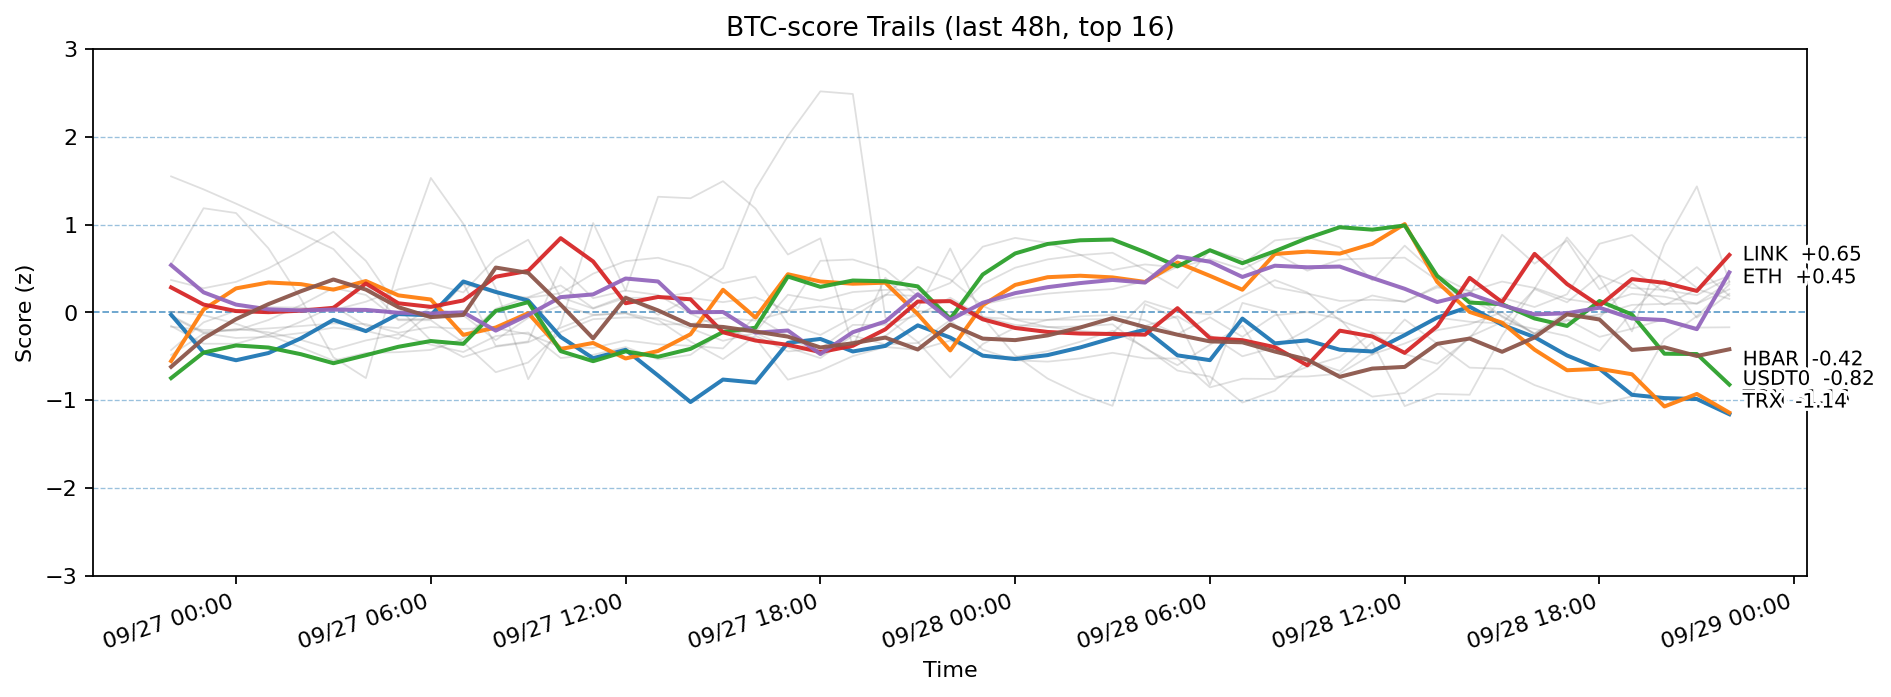 BTC-score Trails (last 48h, top 16)
Score (z)
3
2
1
0
−1
−2
−3
LINK +0.65
ETH +0.45
HBAR -0.42
USDT0 -0.82
TRX -1.14
09/27 00:00
09/27 06:00
09/27 12:00
09/27 18:00
09/28 00:00
09/28 06:00
09/28 12:00
09/28 18:00
09/29 00:00
Time